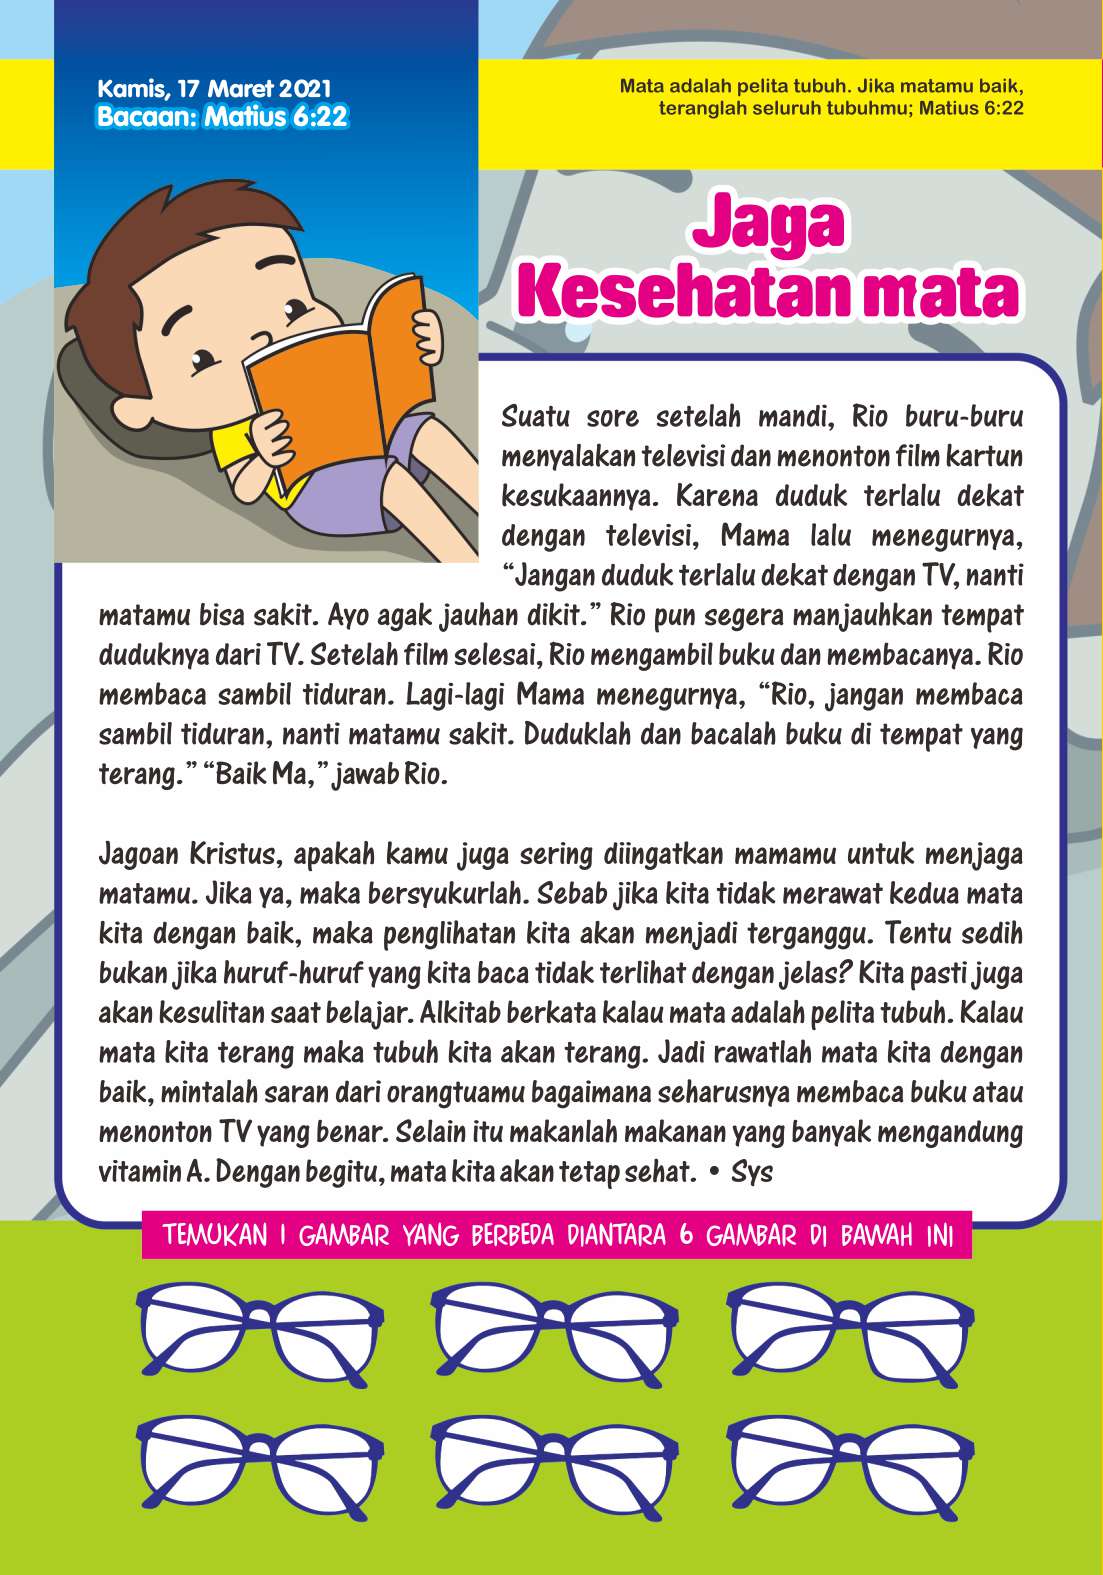 Kamis, 17 Maret 2021
Bacaan: Matius 6:22
Mata adalah pelita tubuh. Jika matamu baik,
teranglah seluruh tubuhmu; Matius 6:22
Jaga
Kesehatan mata
Suatu sore setelah mandi, Rio buru-buru
menyalakan televisi dan menonton film kartun
kesukaannya. Karena duduk terlalu dekat
dengan televisi, Mama lalu menegurnya,
“Jangan duduk terlalu dekat dengan TV, nanti
matamu bisa sakit. Ayo agak jauhan dikit.” Rio pun segera manjauhkan tempat
duduknya dari TV. Setelah film selesai, Rio mengambil buku dan membacanya. Rio
membaca sambil tiduran. Lagi-lagi Mama menegurnya, “Rio, jangan membaca
sambil tiduran, nanti matamu sakit. Duduklah dan bacalah buku di tempat yang
terang.” “Baik Ma,” jawab Rio.
Jagoan Kristus, apakah kamu juga sering diingatkan mamamu untuk menjaga
matamu. Jika ya, maka bersyukurlah. Sebab jika kita tidak merawat kedua mata
kita dengan baik, maka penglihatan kita akan menjadi terganggu. Tentu sedih
bukan jika huruf-huruf yang kita baca tidak terlihat dengan jelas? Kita pasti juga
akan kesulitan saat belajar. Alkitab berkata kalau mata adalah pelita tubuh. Kalau
mata kita terang maka tubuh kita akan terang. Jadi rawatlah mata kita dengan
baik, mintalah saran dari orangtuamu bagaimana seharusnya membaca buku atau
menonton TV yang benar. Selain itu makanlah makanan yang banyak mengandung
vitamin A. Dengan begitu, mata kita akan tetap sehat. • Sys
TEMUKAN 1 GAMBAR YANG BERBEDA DIANTARA 6 GAMBAR DI BAWAH INI